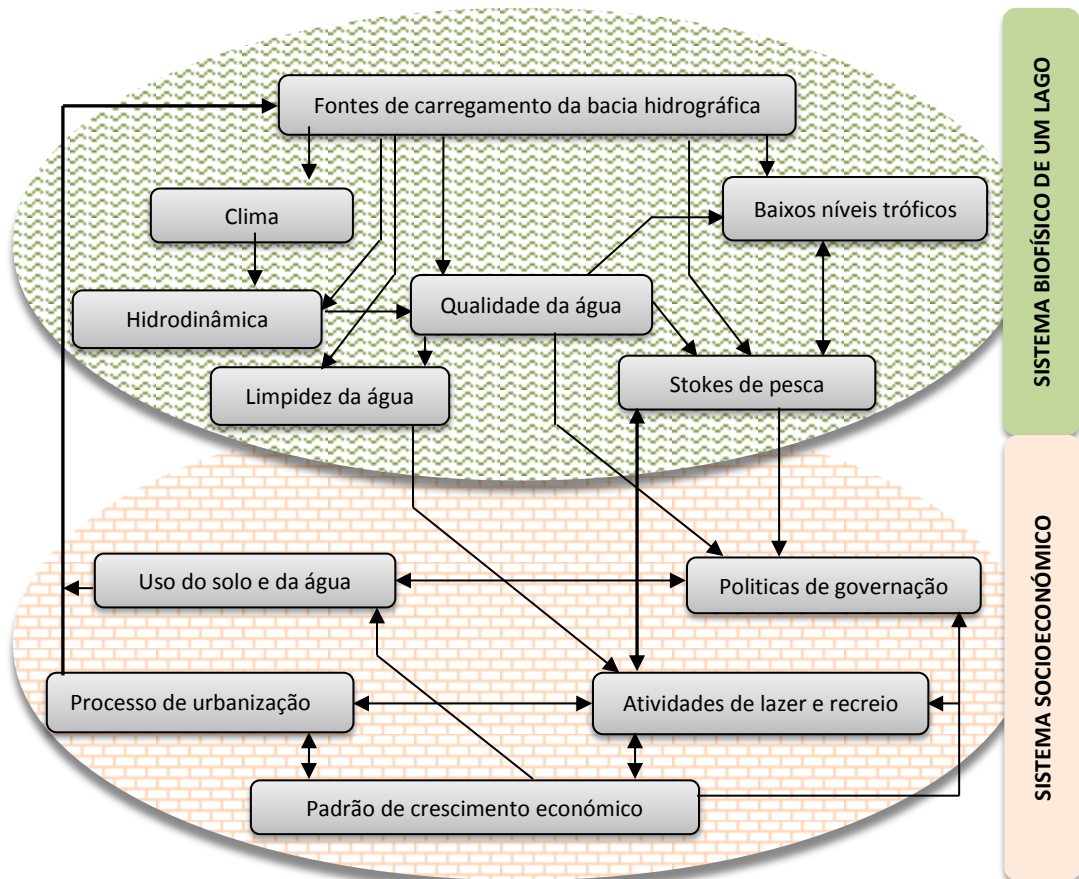 Fontes de carregamento da bacia hidrográfica
Clima
Baixos níveis tróficos
Hidrodinâmica
Qualidade da água
Limpidez da água
Stokes de pesca
SISTEMA BIOFÍSICO DE UM LAGO
Uso do solo e da água
Politicas de governação
Processo de urbanização
Atividades de lazer e recreio
Padrão de crescimento económico
SISTEMA SOCIOECONÓMICO